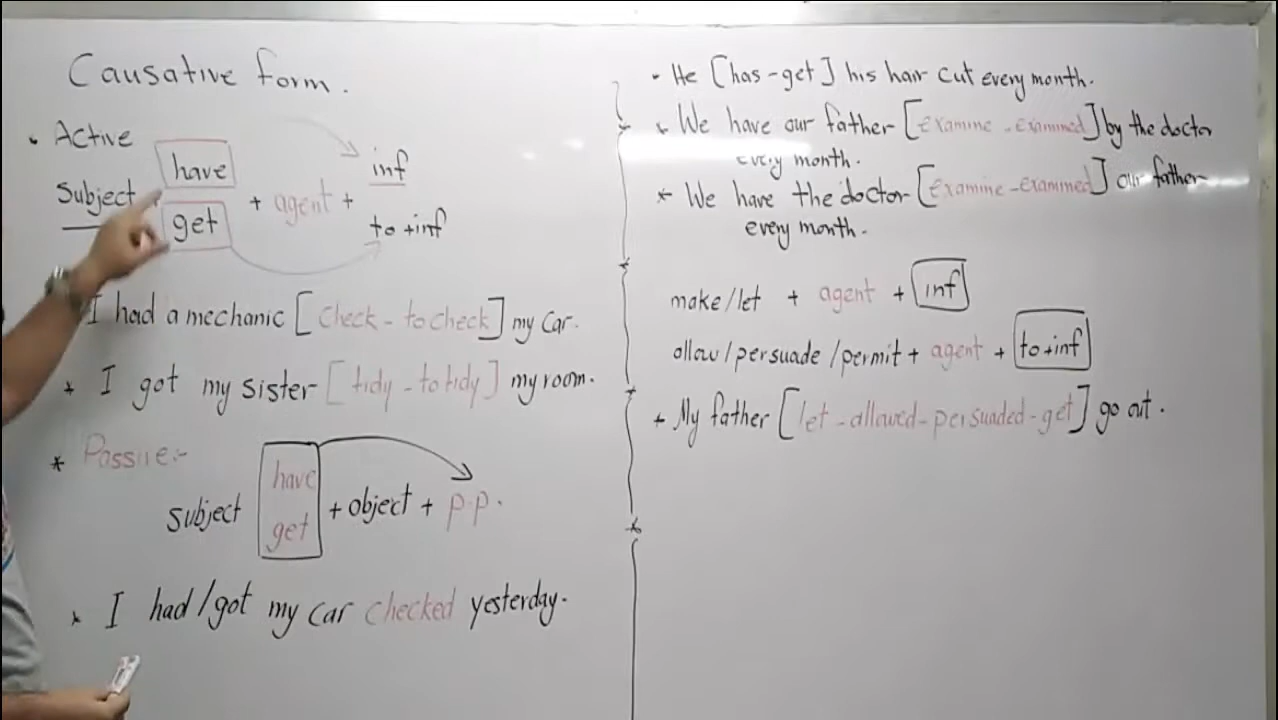 Causative form.
• Active
Subject have
get + agent + inf
to + inf
I had a mechanic [check - to check] my car.
* I got my sister [tidy - to tidy] my room.
* Passive:-
subject have
get + object + p.p.
* I had/got my car checked yesterday.
• He [has - get] his hair cut every month.
* We have our father [examine - examined] by the doctor
every month.
* We have the doctor [examine - examined] our father
every month.
make/let + agent + inf
allow/persuade/permit + agent + to+inf
+ My father [let - allowed - persuaded - get] go out.